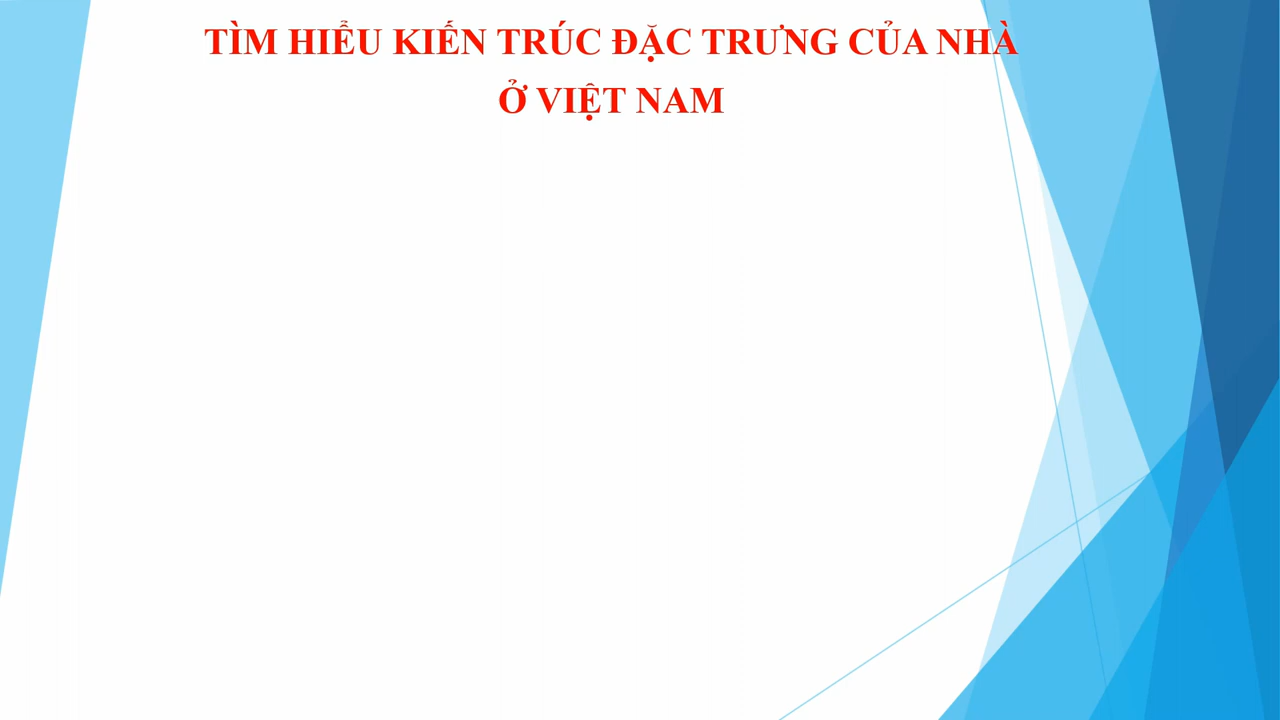 TÌM HIỂU KIẾN TRÚC ĐẶC TRƯNG CỦA NHÀ
Ở VIỆT NAM